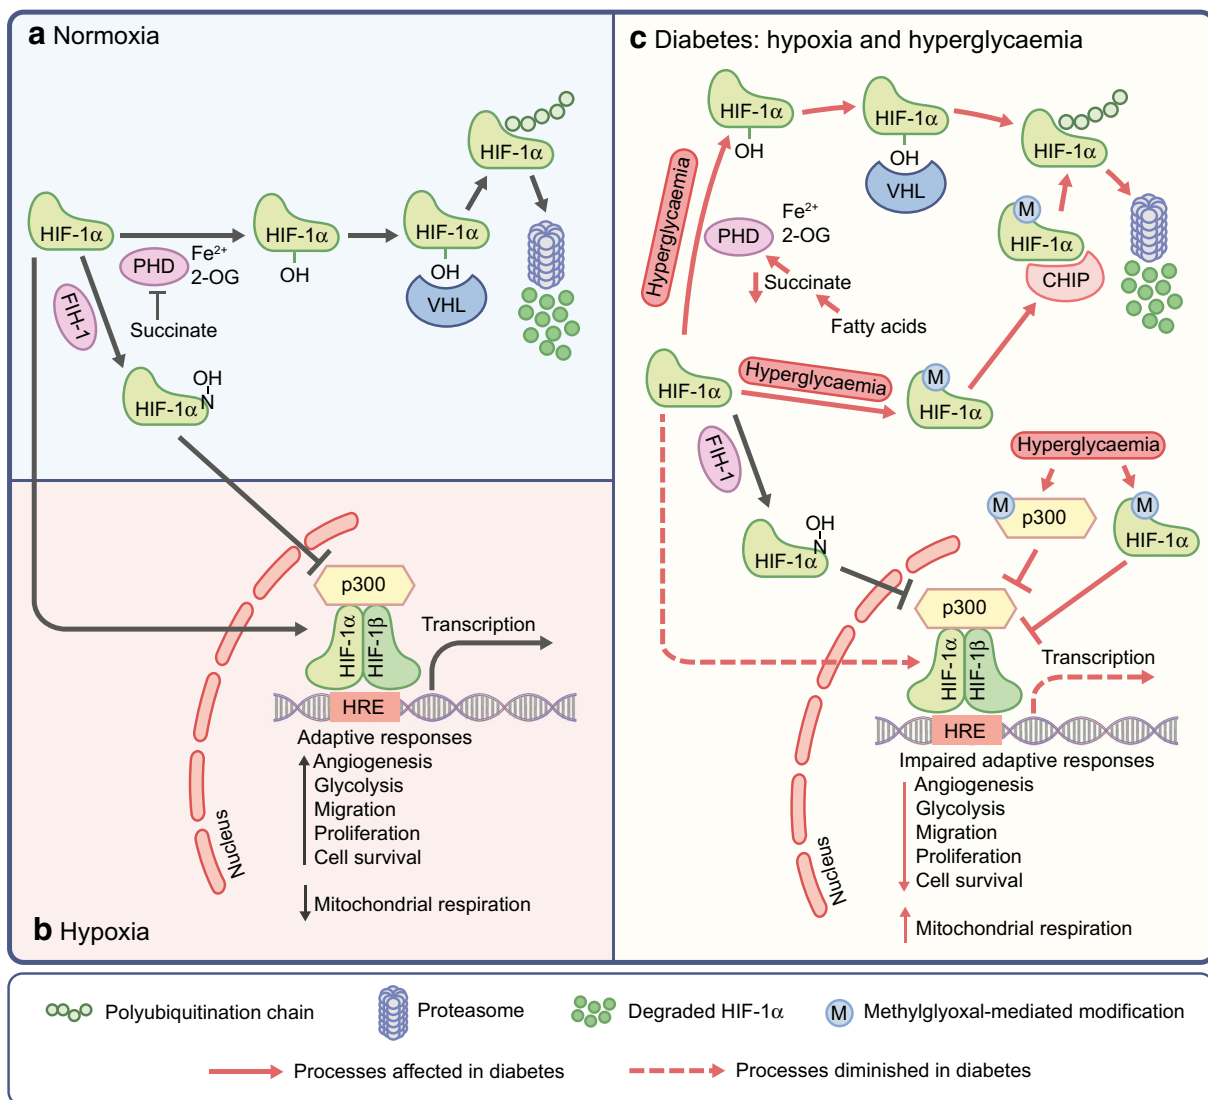 a Normoxia
HIF-1α
PHD
Fe²⁺
2-OG
Succinate
FIH-1
HIF-1α
OH
HIF-1α
OH
VHL
HIF-1α
OH
N
HIF-1α
b Hypoxia
p300
HIF-1α
HIF-1β
Transcription
HRE
Nucleus
Adaptive responses
Angiogenesis
Glycolysis
Migration
Proliferation
Cell survival
Mitochondrial respiration
c Diabetes: hypoxia and hyperglycaemia
HIF-1α
OH
HIF-1α
OH
VHL
HIF-1α
Hyperglycaemia
PHD
Fe²⁺
2-OG
Succinate
Fatty acids
M
HIF-1α
CHIP
HIF-1α
Hyperglycaemia
M
HIF-1α
FIH-1
OH
N
HIF-1α
Hyperglycaemia
M
p300
M
HIF-1α
p300
HIF-1α
HIF-1β
Transcription
HRE
Nucleus
Impaired adaptive responses
Angiogenesis
Glycolysis
Migration
Proliferation
Cell survival
Mitochondrial respiration
Polyubiquitination chain
Proteasome
Degraded HIF-1α
M
Methylglyoxal-mediated modification
Processes affected in diabetes
Processes diminished in diabetes